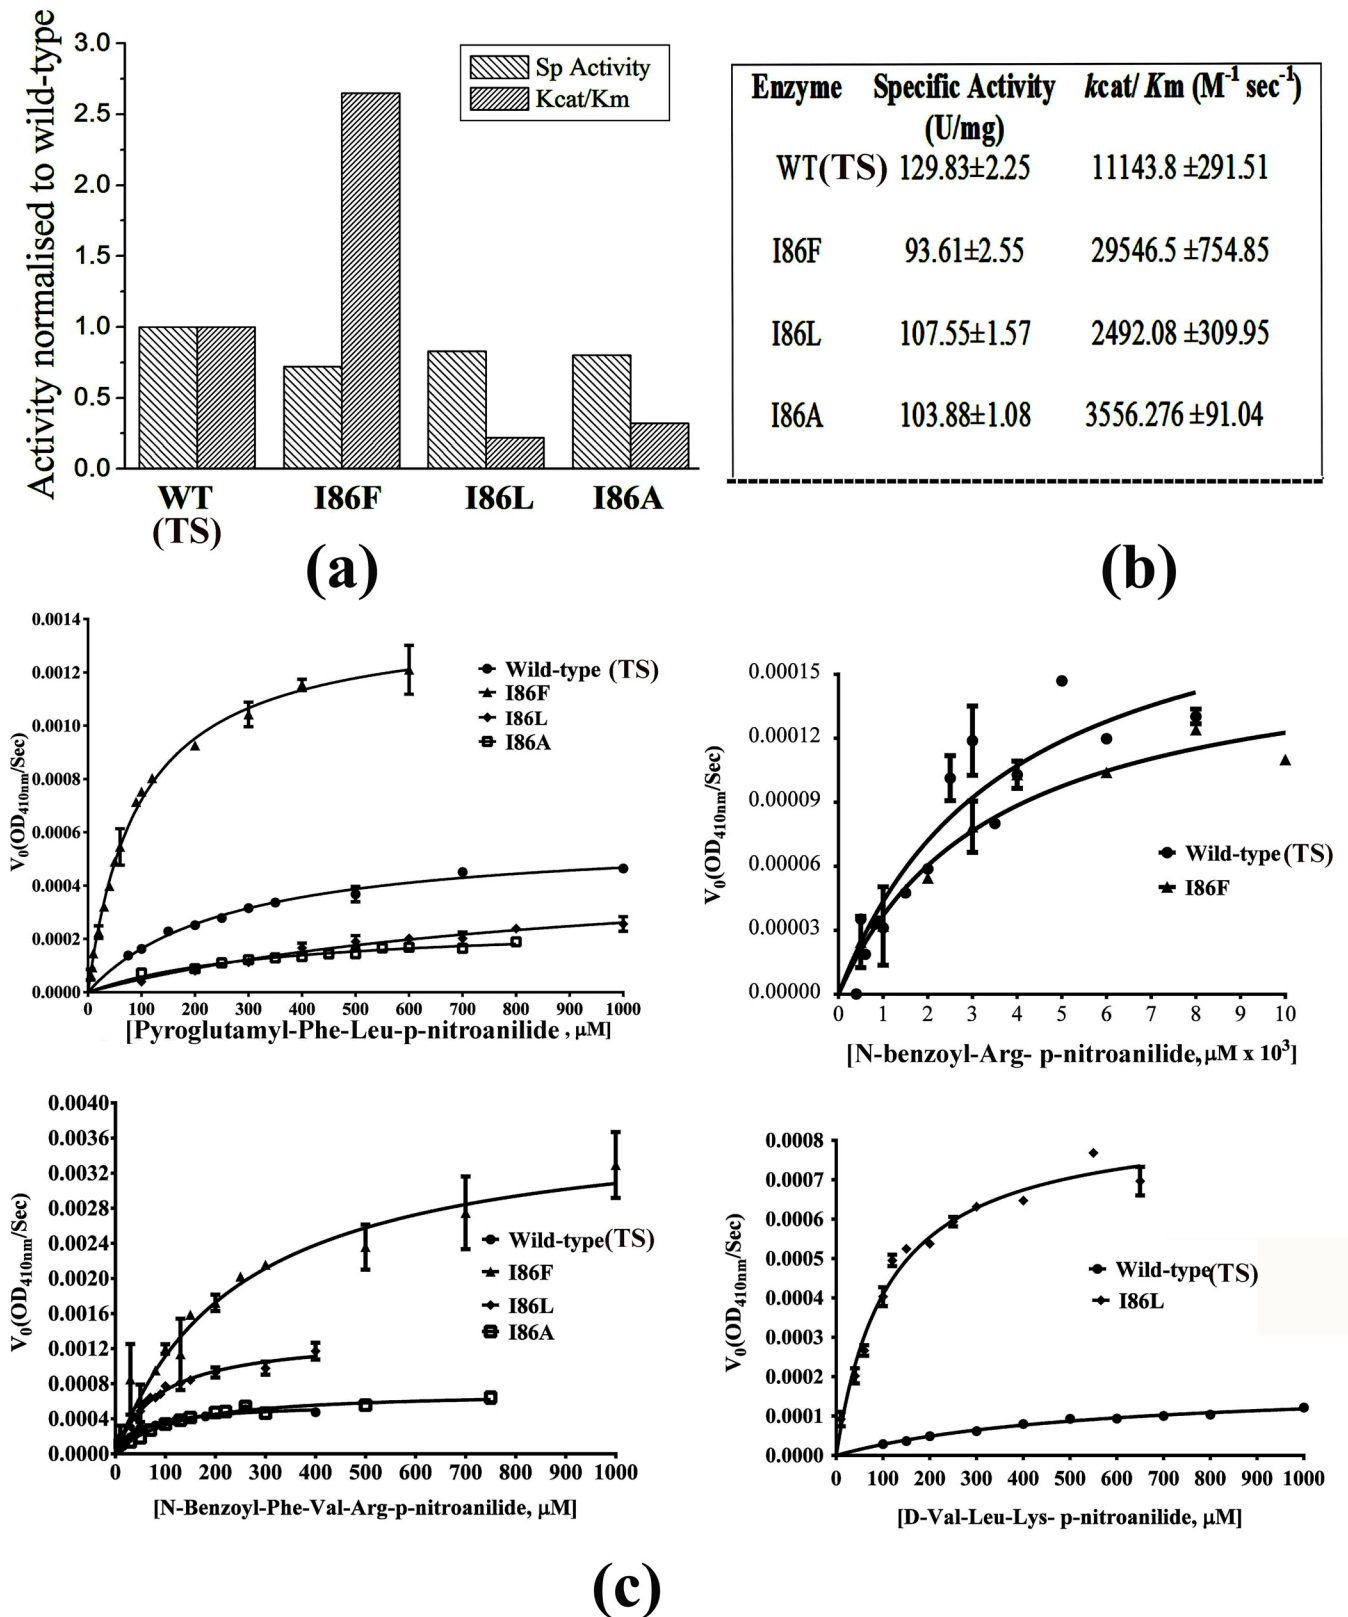 Activity normalised to wild-type
3.0
2.5
2.0
1.5
1.0
0.5
0.0
Sp Activity
Kcat/Km
WT I86F I86L I86A
(TS)
(a)
Enzyme Specific Activity kcat/ Km (M⁻¹ sec⁻¹)
(U/mg)
WT(TS) 129.83±2.25 11143.8 ±291.51
I86F 93.61±2.55 29546.5 ±754.85
I86L 107.55±1.57 2492.08 ±309.95
I86A 103.88±1.08 3556.276 ±91.04
(b)
V0(OD410nm/Sec)
0.0014
0.0012
0.0010
0.0008
0.0006
0.0004
0.0002
0.0000
Wild-type (TS)
I86F
I86L
I86A
0 100 200 300 400 500 600 700 800 900 1000
[Pyroglutamyl-Phe-Leu-p-nitroanilide , μM]
V0(OD410nm/Sec)
0.00015
0.00012
0.00009
0.00006
0.00003
0.00000
Wild-type (TS)
I86F
0 1 2 3 4 5 6 7 8 9 10
[N-benzoyl-Arg- p-nitroanilide,μM x 10³]
V0(OD410nm/Sec)
0.0040
0.0036
0.0032
0.0028
0.0024
0.0020
0.0016
0.0012
0.0008
0.0004
0.0000
Wild-type(TS)
I86F
I86L
I86A
0 100 200 300 400 500 600 700 800 900 1000
[N-Benzoyl-Phe-Val-Arg-p-nitroanilide, μM]
V0(OD410nm/Sec)
0.0008
0.0007
0.0006
0.0005
0.0004
0.0003
0.0002
0.0001
0.0000
Wild-type(TS)
I86L
0 100 200 300 400 500 600 700 800 900 1000
[D-Val-Leu-Lys- p-nitroanilide, μM]
(c)